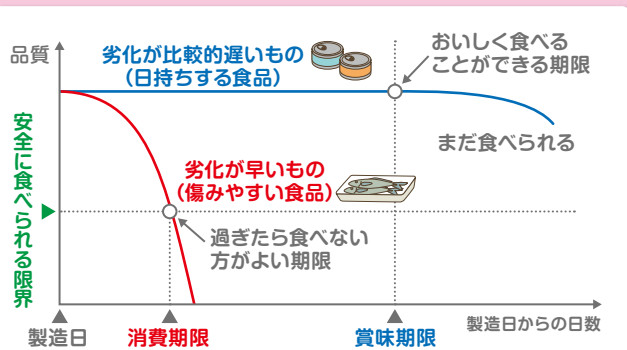 品質
劣化が比較的遅いもの
（日持ちする食品）
おいしく食べる
ことができる期限
まだ食べられる
安全に食べられる限界
劣化が早いもの
（傷みやすい食品）
過ぎたら食べない
方がよい期限
製造日
消費期限
賞味期限
製造日からの日数